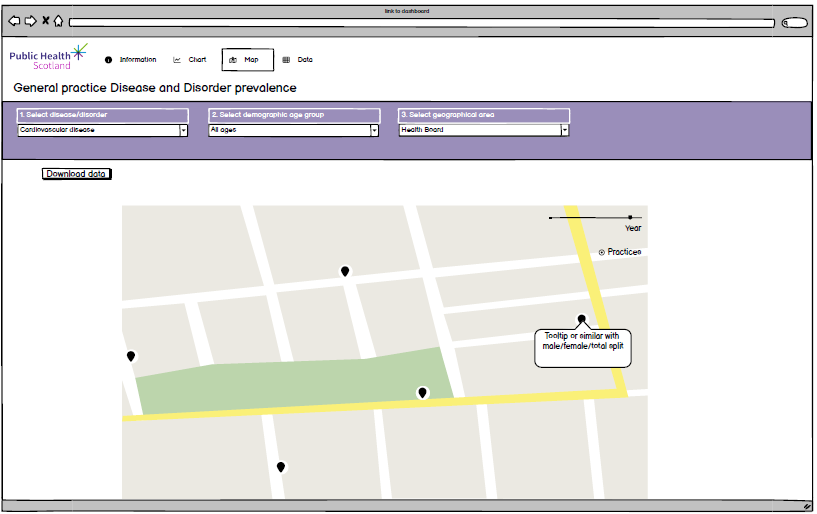 link to dashboard
Public Health
Scotland
Information
Chart
Map
Data
General practice Disease and Disorder prevalence
1. Select disease/disorder
2. Select demographic age group
3. Select geographical area
Cardiovascular disease
All ages
Health Board
Download data
Year
Practices
Tooltip or similar with
male/female/total split